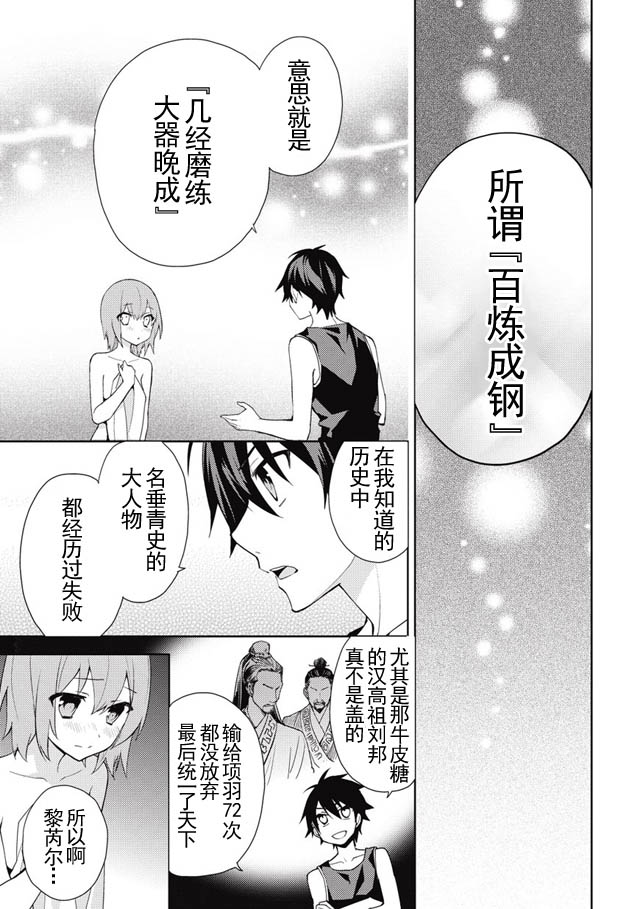 所谓『百炼成钢』
意思就是
『几经磨练
大器晚成』
在我知道的
历史中
名垂青史的
大人物
都经历过失败
尤其是那牛皮糖
的汉高祖刘邦
真不是盖的
输给项羽72次
都没放弃
最后统一了天下
所以啊
黎芮尔…